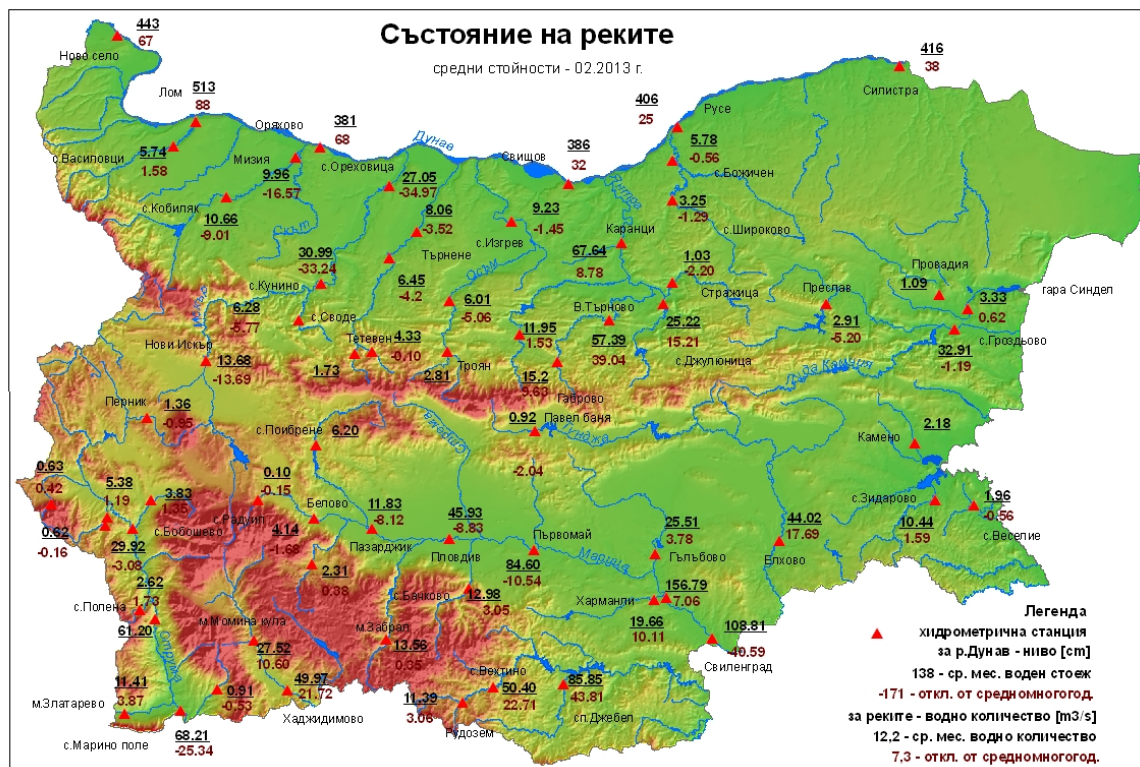 Състояние на реките
средни стойности - 02.2013 г.
443
67
Ново село
416
38
Силистра
Лом
513
88
406
25
Русе
Оряхово
381
68
Дунав
Свищов
386
32
5.78
-0.56
с.Божичен
с.Василовци
5.74
1.58
Мизия
9.96
-16.57
с.Ореховица
27.05
-34.97
Янтра
3.25
-1.29
с.Широково
с.Кобиляк
10.66
-9.01
Скът
8.06
-3.52
Търнене
9.23
-1.45
с.Изгрев
Каранци
67.64
8.78
30.99
-33.24
с.Кунино
6.45
-4.2
Осъм
1.03
-2.20
Стражица
Провадия
1.09
гара Синдел
3.33
0.62
Преслав
2.91
-5.20
6.28
-5.77
с.Своде
6.01
-5.06
В.Търново
57.39
39.04
25.22
15.21
с.Джулюница
с.Гроздьово
32.91
-1.19
Нови Искър
13.68
-13.69
Тетевен
4.33
-0.10
1.73
2.81
Троян
11.95
1.53
15.2
9.63
Габрово
Луда Камчия
Перник
1.36
-0.95
с.Поибрене
6.20
Стряма
0.92
Павел баня
Тунджа
-2.04
Камено
2.18
0.63
0.42
0.62
-0.16
5.38
1.19
3.83
1.35
с.Бобошево
0.10
-0.15
с.Радуил
Белово
4.14
-1.68
11.83
-8.12
Пазарджик
45.93
-8.83
Пловдив
Първомай
84.60
-10.54
Марица
25.51
3.78
Гълъбово
44.02
17.69
Елхово
с.Зидарово
10.44
1.59
1.96
-0.56
с.Веселие
29.92
-3.08
2.62
1.73
с.Полена
61.20
Струма
2.31
0.38
с.Бачково
12.98
3.05
Харманли
156.79
7.06
19.66
10.11
108.81
-40.59
Свиленград
м.Момина кула
27.52
10.60
м.Забрал
13.56
0.35
с.Вехтино
50.40
22.71
85.85
43.81
сп.Джебел
11.39
3.06
Рудозем
11.41
3.87
м.Златарево
0.91
-0.53
49.97
21.72
Хаджидимово
68.21
-25.34
с.Марино поле
Легенда
хидрометрична станция
за р.Дунав - ниво [cm]
138 - ср. мес. воден стоеж
-171 - откл. от средномногогод.
за реките - водно количество [m3/s]
12,2 - ср. мес. водно количество
7,3 - откл. от средномногогод.